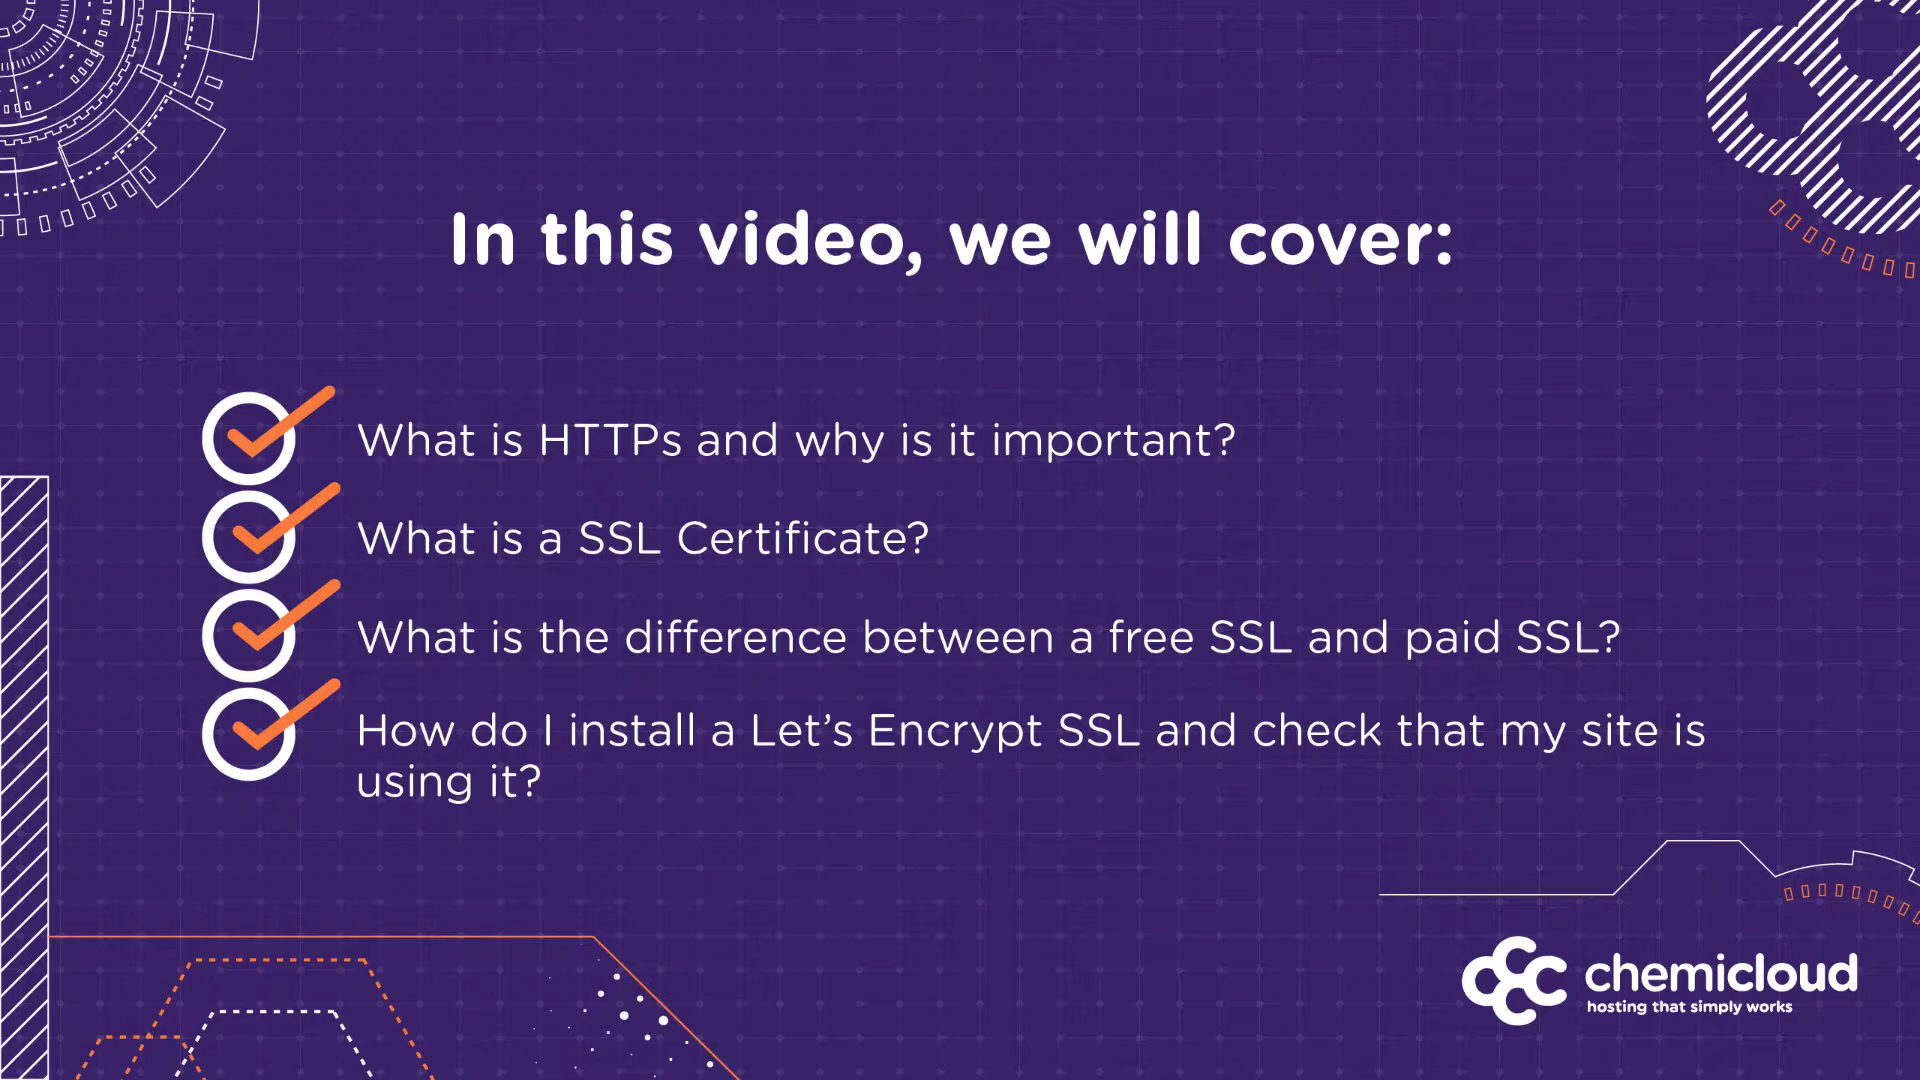 In this video, we will cover:
What is HTTPs and why is it important?
What is a SSL Certificate?
What is the difference between a free SSL and paid SSL?
How do I install a Let’s Encrypt SSL and check that my site is
using it?
chemicloud
hosting that simply works